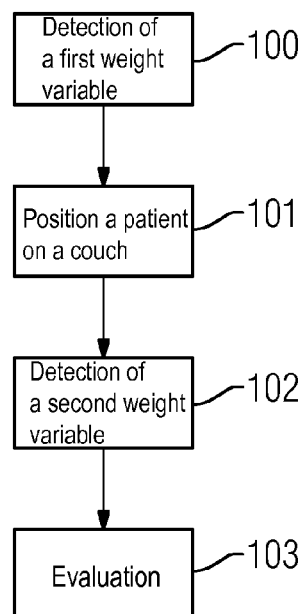 Detection of
a first weight
variable
100
Position a patient
on a couch
101
Detection of
a second weight
variable
102
Evaluation
103